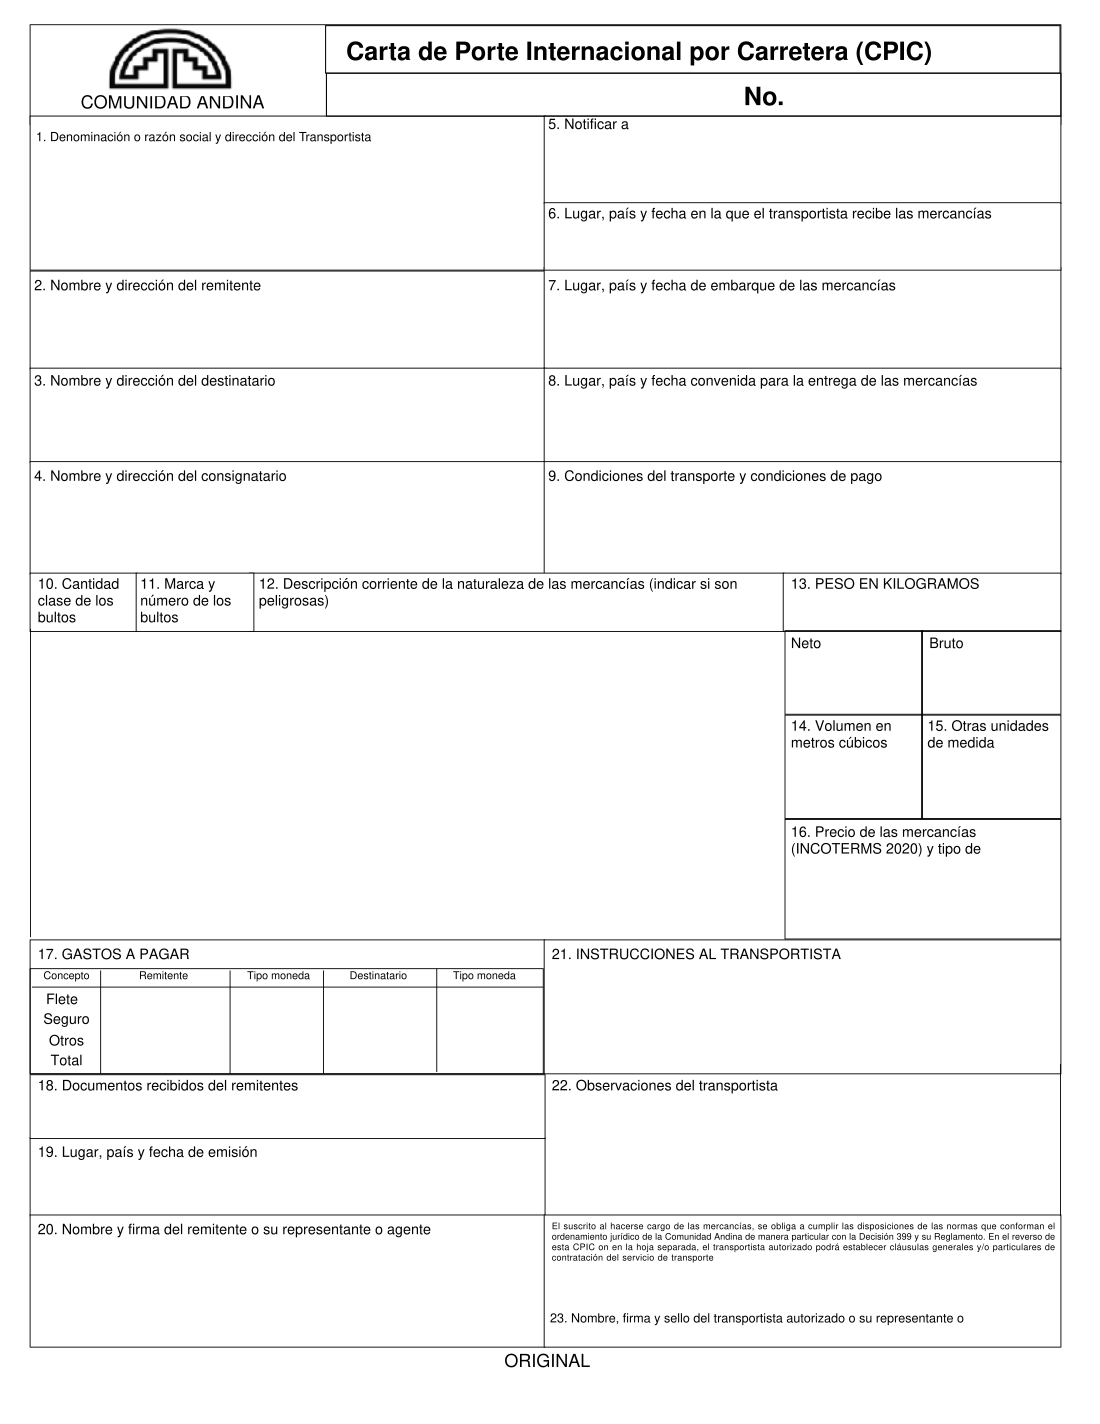 COMUNIDAD ANDINA
Carta de Porte Internacional por Carretera (CPIC)
No.
1. Denominación o razón social y dirección del Transportista
5. Notificar a
6. Lugar, país y fecha en la que el transportista recibe las mercancías
2. Nombre y dirección del remitente
7. Lugar, país y fecha de embarque de las mercancías
3. Nombre y dirección del destinatario
8. Lugar, país y fecha convenida para la entrega de las mercancías
4. Nombre y dirección del consignatario
9. Condiciones del transporte y condiciones de pago
10. Cantidad
clase de los
bultos
11. Marca y
número de los
bultos
12. Descripción corriente de la naturaleza de las mercancías (indicar si son
peligrosas)
13. PESO EN KILOGRAMOS
Neto
Bruto
14. Volumen en
metros cúbicos
15. Otras unidades
de medida
16. Precio de las mercancías
(INCOTERMS 2020) y tipo de
17. GASTOS A PAGAR
Concepto Remitente Tipo moneda Destinatario Tipo moneda
Flete
Seguro
Otros
Total
21. INSTRUCCIONES AL TRANSPORTISTA
18. Documentos recibidos del remitentes
22. Observaciones del transportista
19. Lugar, país y fecha de emisión
20. Nombre y firma del remitente o su representante o agente
El suscrito al hacerse cargo de las mercancías, se obliga a cumplir las disposiciones de las normas que conforman el
ordenamiento jurídico de la Comunidad Andina de manera particular con la Decisión 399 y su Reglamento. En el reverso de
esta CPIC on en la hoja separada, el transportista autorizado podrá establecer cláusulas generales y/o particulares de
contratación del servicio de transporte
23. Nombre, firma y sello del transportista autorizado o su representante o
ORIGINAL